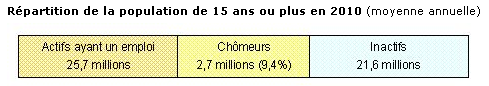 Répartition de la population de 15 ans ou plus en 2010 (moyenne annuelle)
Actifs ayant un emploi Chômeurs Inactifs
25,7 millions 2,7 millions (9,4%) 21,6 millions